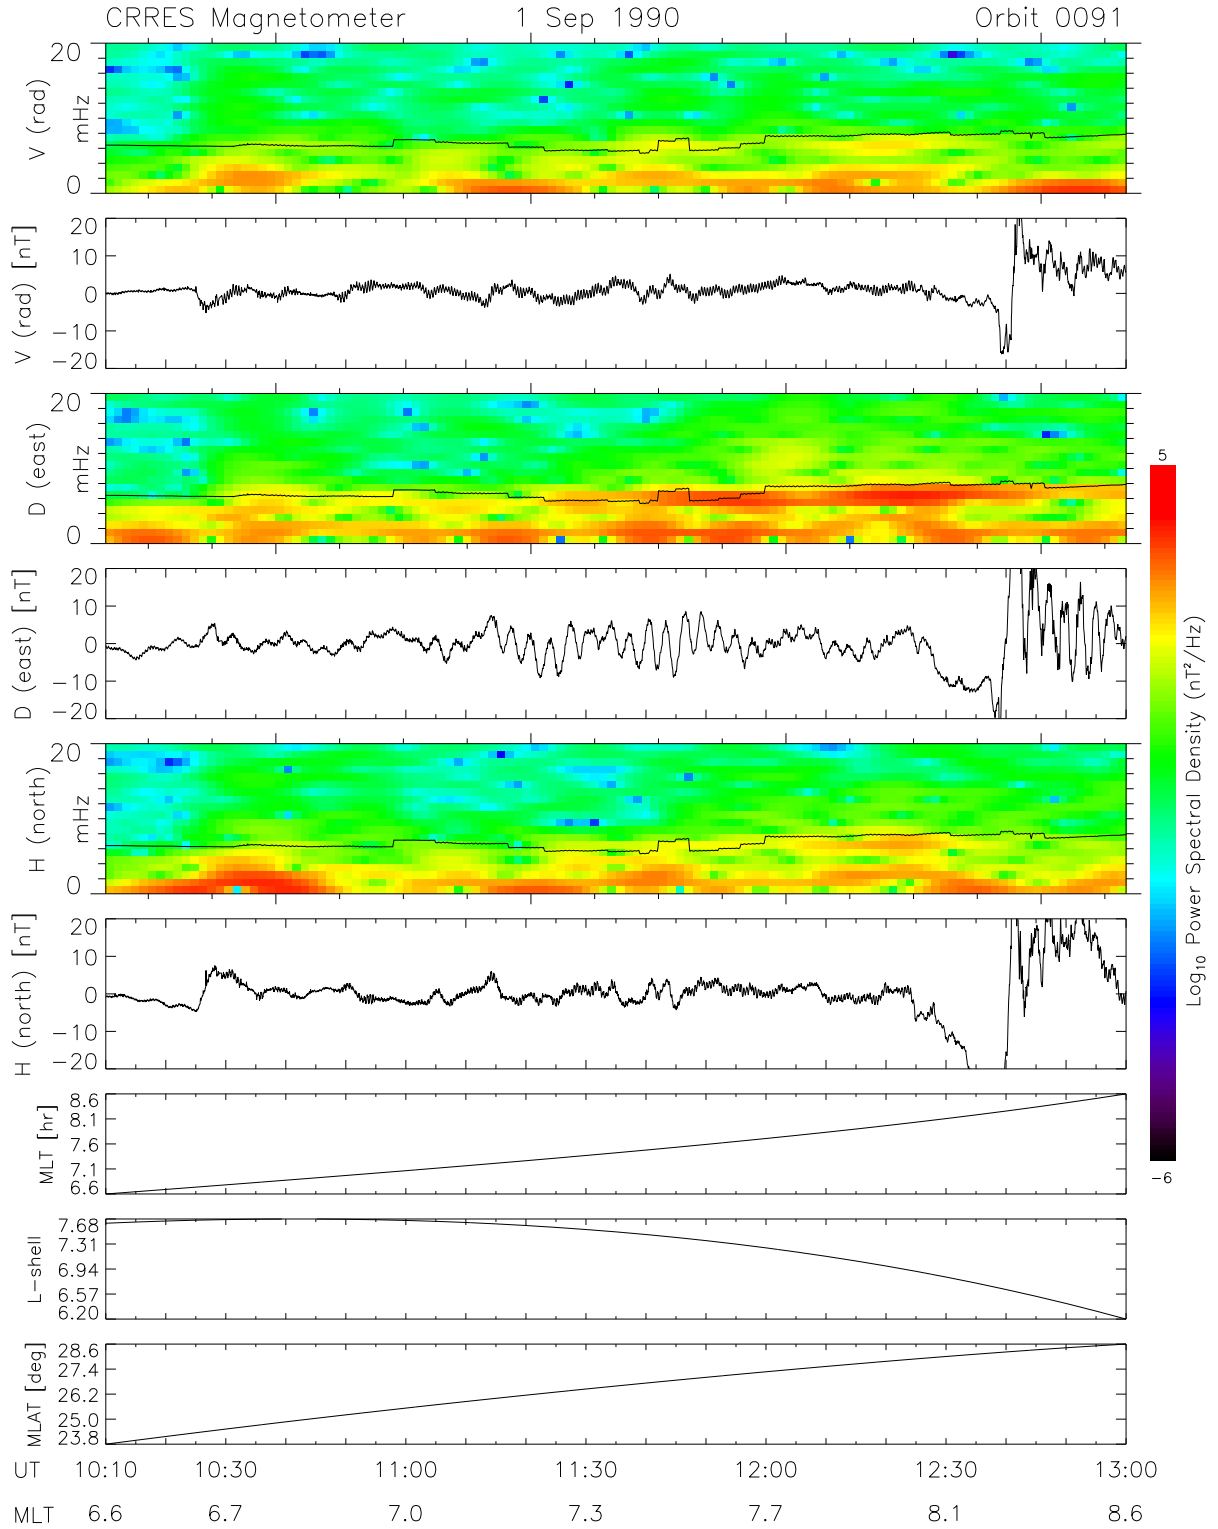 CRRES Magnetometer 1 Sep 1990 Orbit 0091
V (rad)
mHz
20
0
V (rad) [nT]
20
10
0
−10
−20
D (east)
mHz
20
0
D (east) [nT]
20
10
0
−10
−20
H (north)
mHz
20
0
H (north) [nT]
20
10
0
−10
−20
MLT [hr]
8.6
8.1
7.6
7.1
6.6
L−shell
7.68
7.31
6.94
6.57
6.20
MLAT [deg]
28.6
27.4
26.2
25.0
23.8
UT 10:10 10:30 11:00 11:30 12:00 12:30 13:00
MLT 6.6 6.7 7.0 7.3 7.7 8.1 8.6
5
Log₁₀ Power Spectral Density (nT²/Hz)
−6